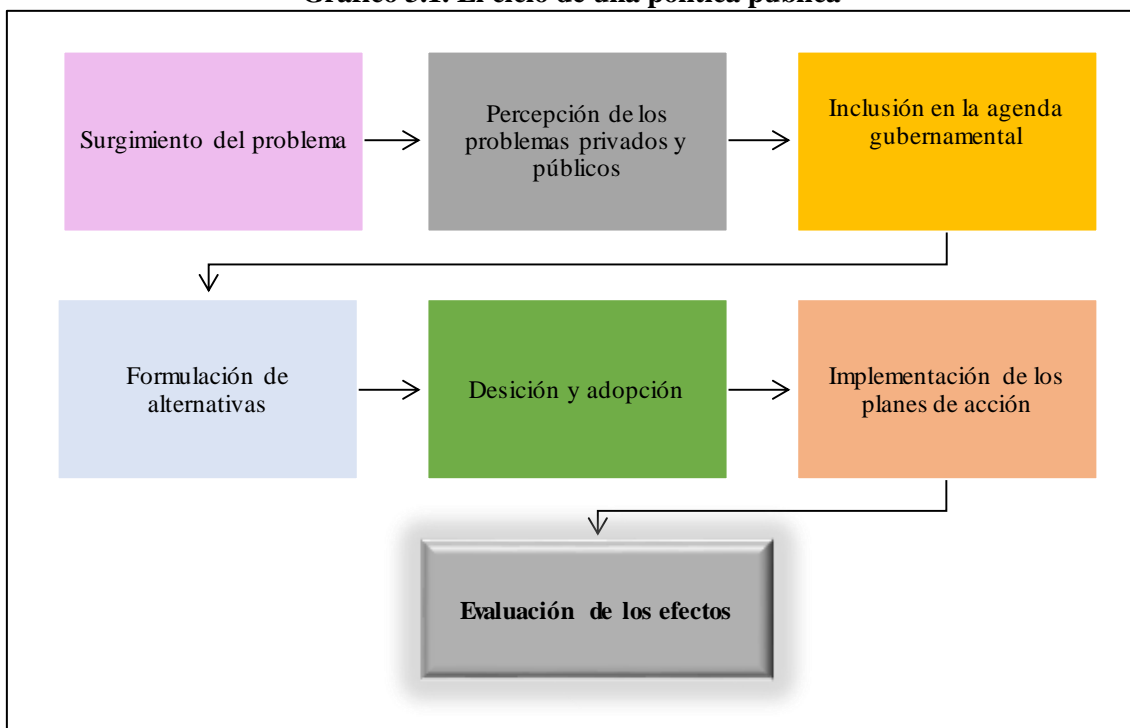 Gráfico 3.1. El ciclo de una política pública
Surgimiento del problema
Percepción de los
problemas privados y
públicos
Inclusión en la agenda
gubernamental
Formulación de
alternativas
Desición y adopción
Implementación de los
planes de acción
Evaluación de los efectos